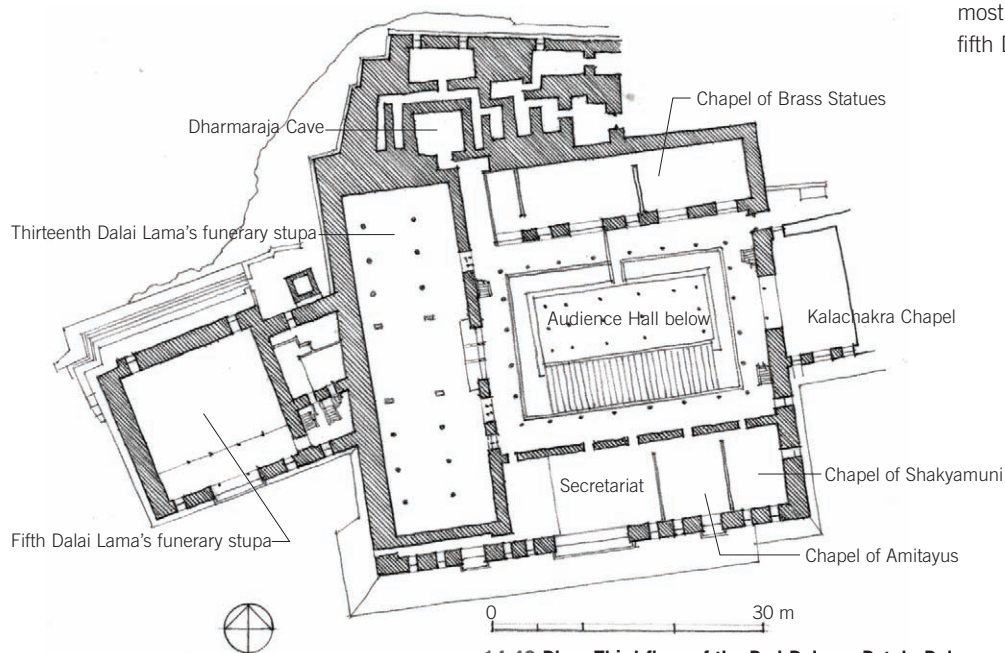 most
fifth
Chapel of Brass Statues
Dharmaraja Cave
Thirteenth Dalai Lama's funerary stupa
Audience Hall below
Kalachakra Chapel
Secretariat
Chapel of Shakyamuni
Fifth Dalai Lama's funerary stupa
Chapel of Amitayus
0 30 m